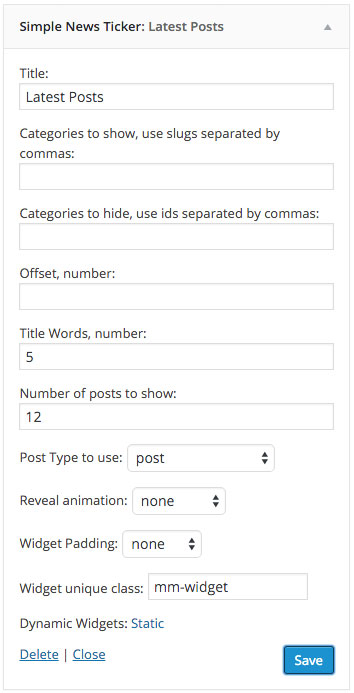 Simple News Ticker: Latest Posts
Title:
Latest Posts
Categories to show, use slugs separated by
commas:
Categories to hide, use ids separated by commas:
Offset, number:
Title Words, number:
5
Number of posts to show:
12
Post Type to use: post
Reveal animation: none
Widget Padding: none
Widget unique class: mm-widget
Dynamic Widgets: Static
Delete | Close Save